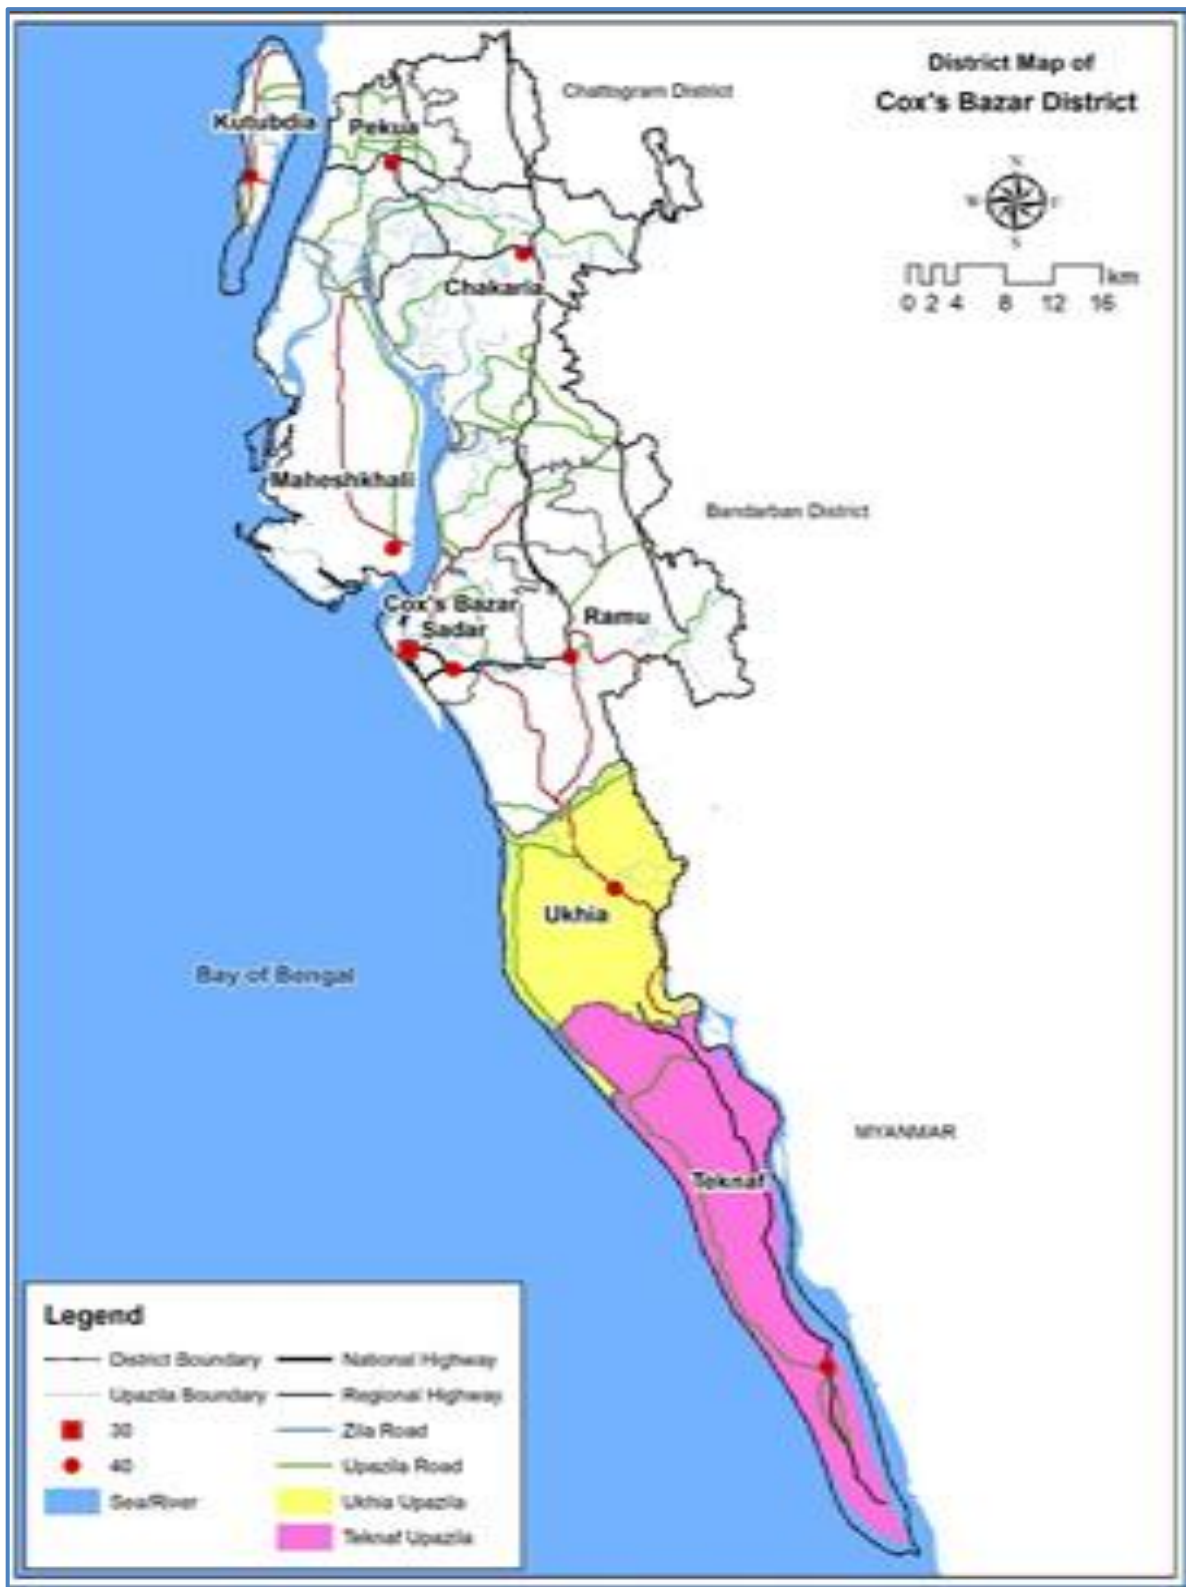 District Map of
Cox's Bazar District
Chattogram District
Kutubdia
Pekua
N
W
E
S
km
0 2 4 8 12 16
Chakaria
Maheshkhali
Bandarban District
Cox's Bazar
Sadar
Ramu
Ukhia
Bay of Bengal
MYANMAR
Teknaf
Legend
District Boundary
National Highway
Upazila Boundary
Regional Highway
30
Zila Road
40
Upazila Road
Sea/River
Ukhia Upazila
Teknaf Upazila